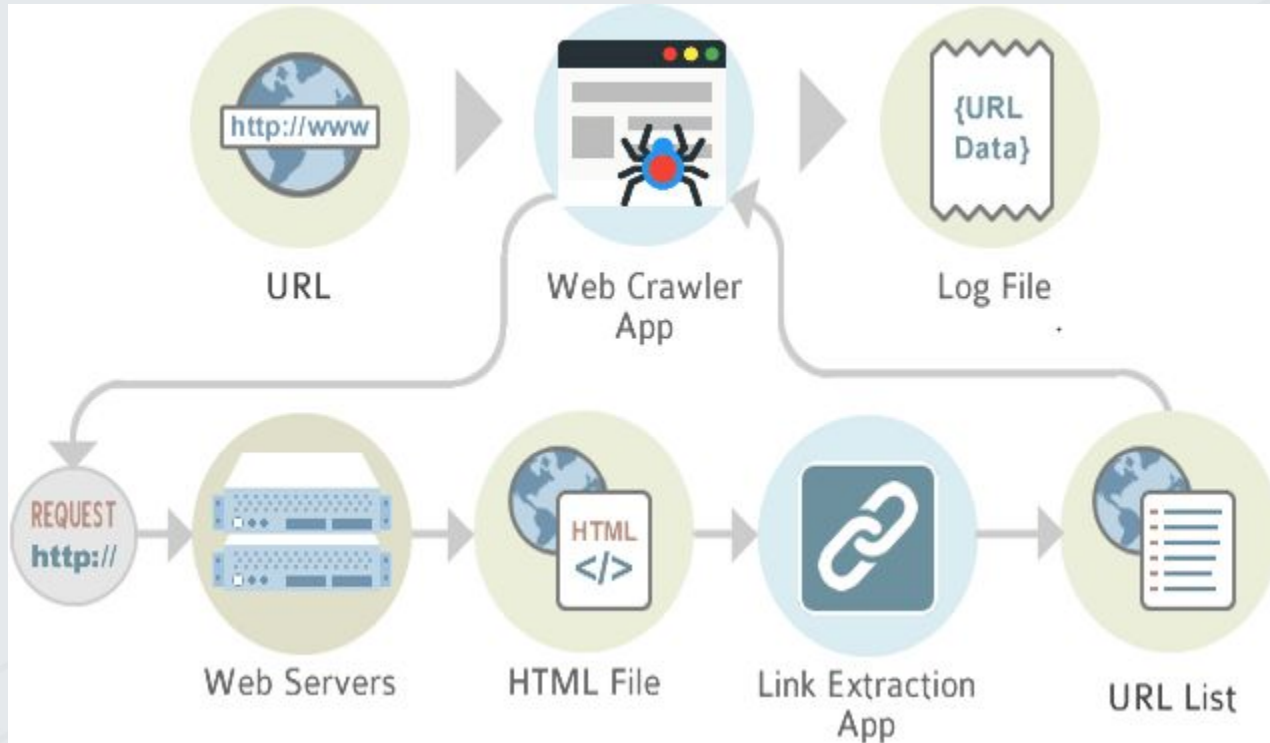 http://www
{URL
Data}
URL
Web Crawler
App
Log File
REQUEST
http://
HTML
</>
Web Servers
HTML File
Link Extraction
App
URL List